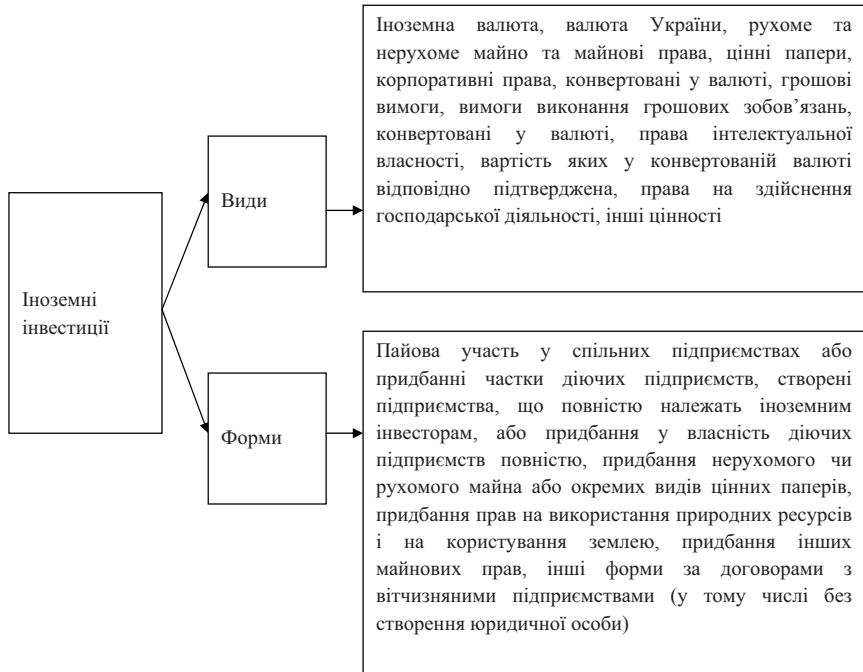 Іноземні
інвестиції
Види
Іноземна валюта, валюта України, рухоме та
нерухоме майно та майнові права, цінні папери,
корпоративні права, конвертовані у валюті, грошові
вимоги, вимоги виконання грошових зобов’язань,
конвертовані у валюті, права інтелектуальної
власності, вартість яких у конвертованій валюті
відповідно підтверджена, права на здійснення
господарської діяльності, інші цінності
Форми
Пайова участь у спільних підприємствах або
придбанні частки діючих підприємств, створені
підприємства, що повністю належать іноземним
інвесторам, або придбання у власність діючих
підприємств повністю, придбання нерухомого чи
рухомого майна або окремих видів цінних паперів,
придбання прав на використання природних ресурсів
і на користування землею, придбання інших
майнових прав, інші форми за договорами з
вітчизняними підприємствами (у тому числі без
створення юридичної особи)